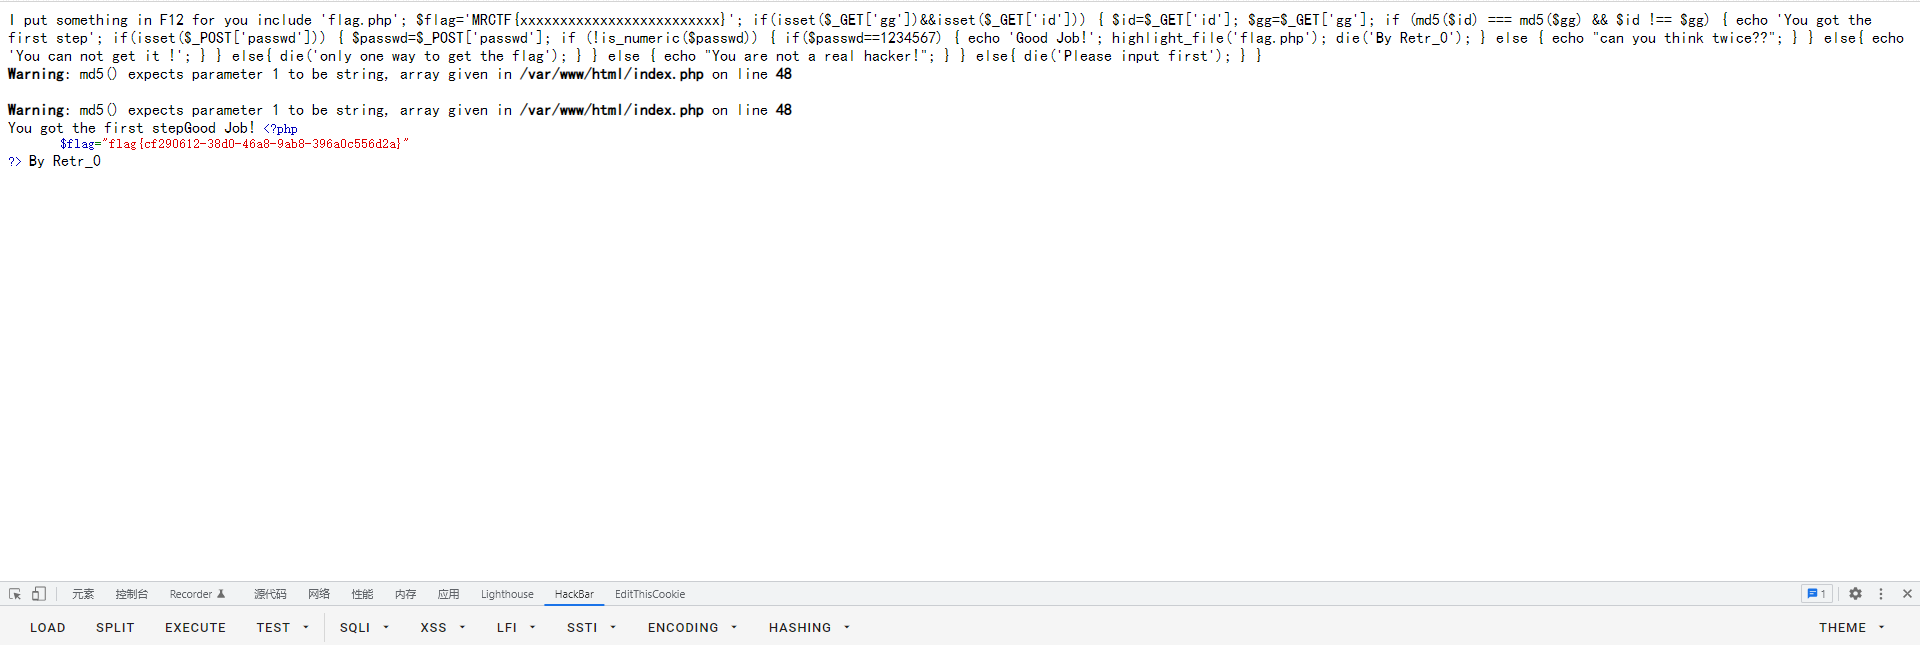 I put something in F12 for you include 'flag.php'; $flag='MRCTF{xxxxxxxxxxxxxxxxxxxxxxxxx}'; if(isset($_GET['gg'])&&isset($_GET['id'])) { $id=$_GET['id']; $gg=$_GET['gg']; if (md5($id) === md5($gg) && $id !== $gg) { echo 'You got the
first step'; if(isset($_POST['passwd'])) { $passwd=$_POST['passwd']; if (!is_numeric($passwd)) { if($passwd==1234567) { echo 'Good Job!'; highlight_file('flag.php'); die('By Retr_0'); } else { echo "can you think twice??"; } } else{ echo
'You can not get it !'; } } else{ die('only one way to get the flag'); } } else { echo "You are not a real hacker!"; } } else{ die('Please input first'); } }
Warning: md5() expects parameter 1 to be string, array given in /var/www/html/index.php on line 48
Warning: md5() expects parameter 1 to be string, array given in /var/www/html/index.php on line 48
You got the first stepGood Job! <?php
$flag="flag{cf290612-38d0-46a8-9ab8-396a0c556d2a}"
?> By Retr_0
元素 控制台 Recorder 源代码 网络 性能 内存 应用 Lighthouse HackBar EditThisCookie 1
LOAD SPLIT EXECUTE TEST SQLI XSS LFI SSTI ENCODING HASHING THEME